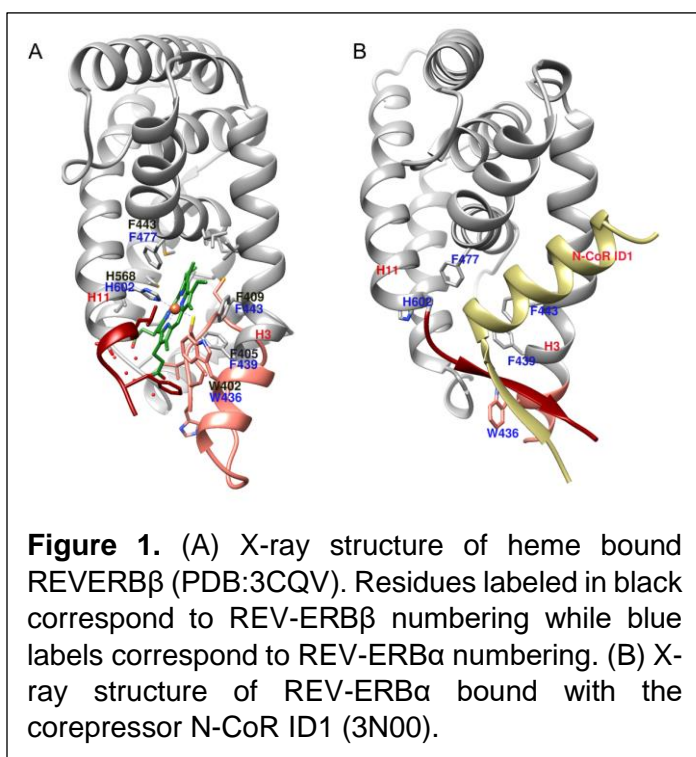 A
B
F443
F477
H568
H602
H11
F409
F443
H3
F405
F439
W402
W436
F477
N-CoR ID1
H11
H602
F443
H3
F439
W436
Figure 1. (A) X-ray structure of heme bound
REVERBβ (PDB:3CQV). Residues labeled in black
correspond to REV-ERBβ numbering while blue
labels correspond to REV-ERBα numbering. (B) X-
ray structure of REV-ERBα bound with the
corepressor N-CoR ID1 (3N00).